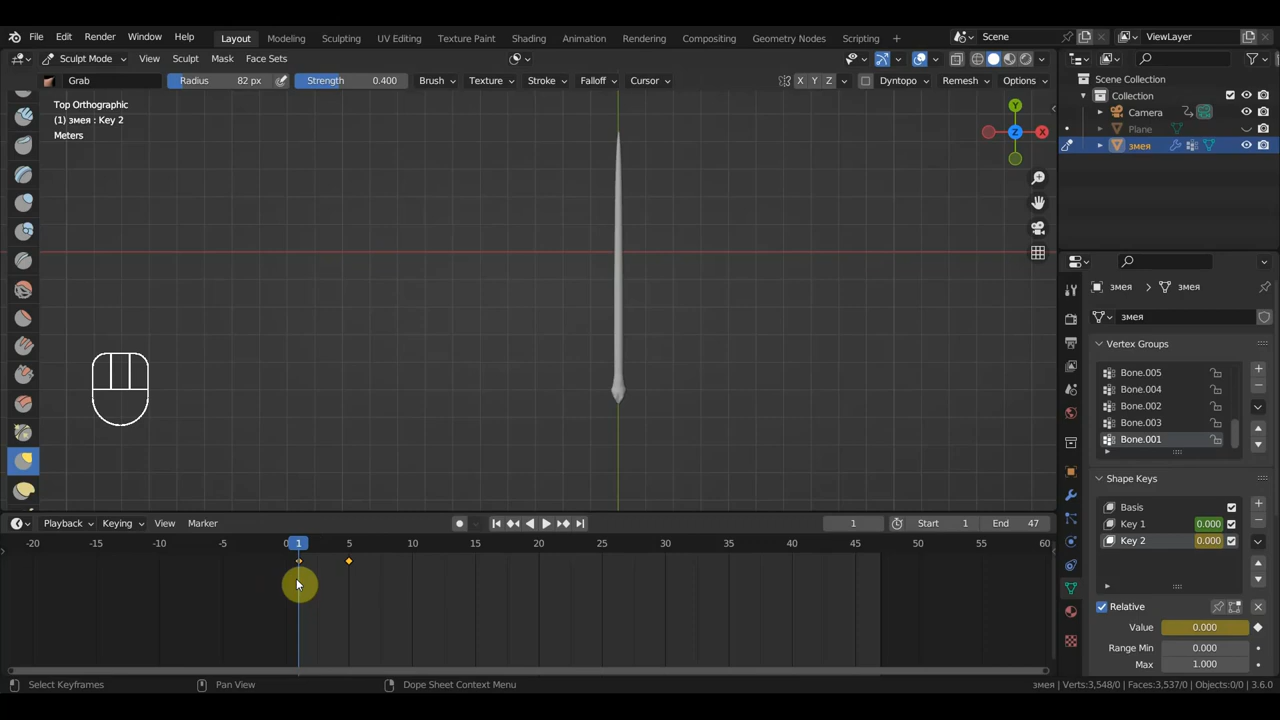 File Edit Render Window Help Layout Modeling Sculpting UV Editing Texture Paint Shading Animation Rendering Compositing Geometry Nodes Scripting + Scene ViewLayer
Sculpt Mode View Sculpt Mask Face Sets
Grab Radius 82 px Strength 0.400 Brush Texture Stroke Falloff Cursor X Y Z Dyntopo Remesh Options
Scene Collection
Collection
Camera
Plane
змея
Top Orthographic
(1) змея : Key 2
Meters
Y
X
Z
змея > змея
змея
Vertex Groups
Bone.005
Bone.004
Bone.002
Bone.003
Bone.001
Shape Keys
Basis
Key 1 0.000
Key 2 0.000
Relative
Value 0.000
Range Min 0.000
Max 1.000
Playback Keying View Marker 1 Start 1 End 47
-20 -15 -10 -5 0 1 5 10 15 20 25 30 35 40 45 50 55 60
Select Keyframes Pan View Dope Sheet Context Menu змея | Verts:3,548/0 | Faces:3,537/0 | Objects:0/0 | 3.6.0